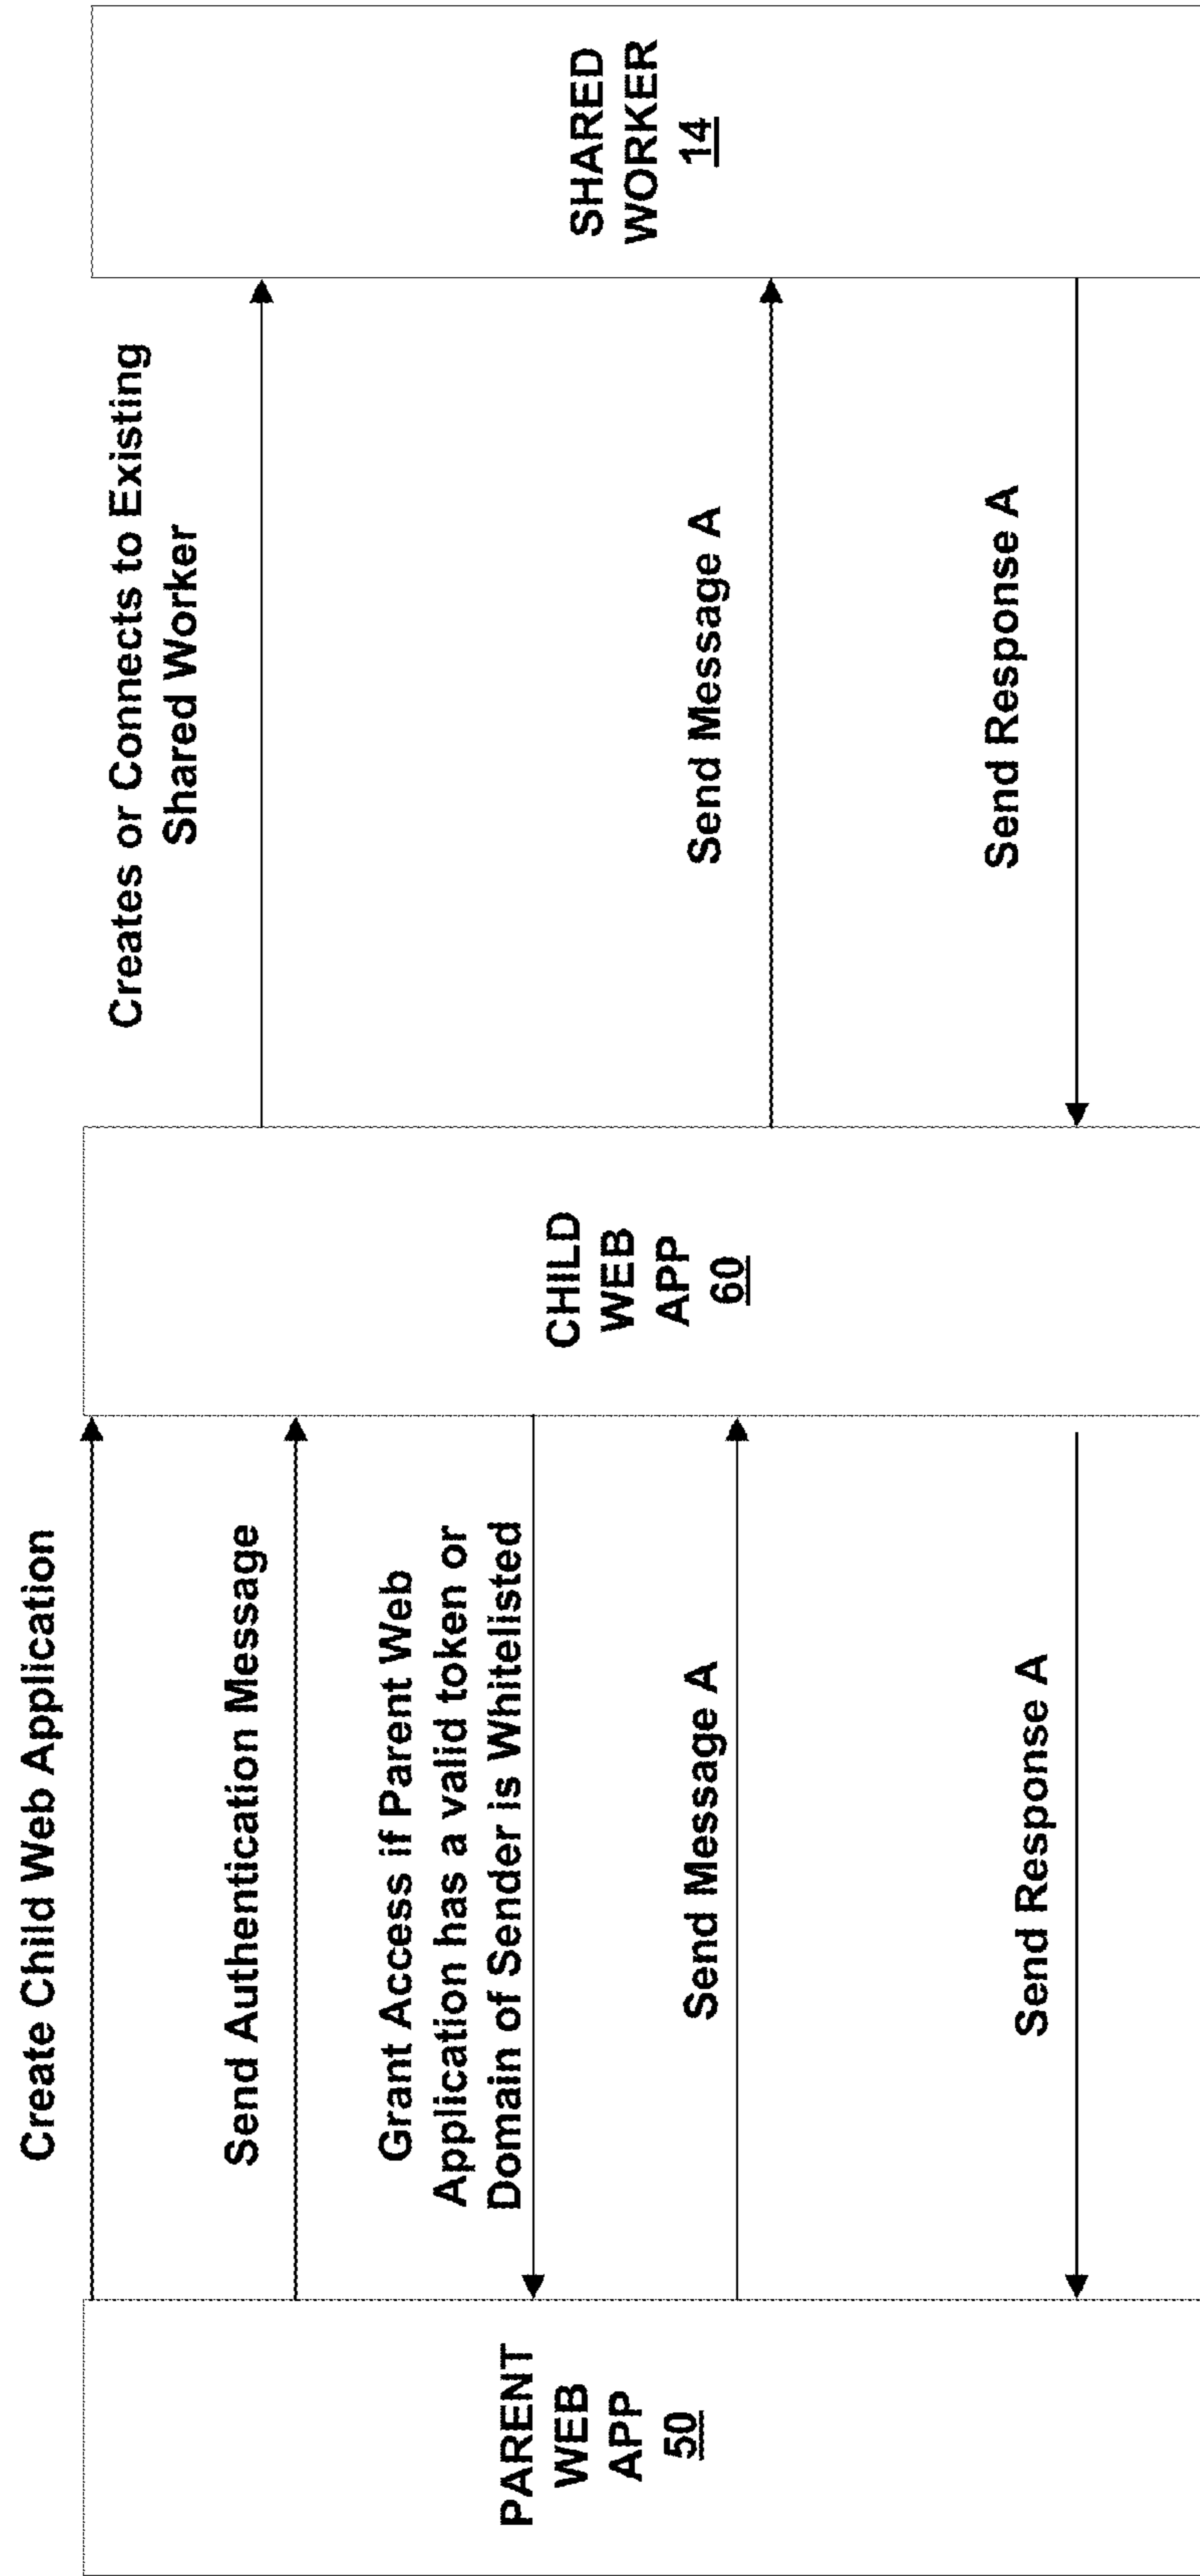 PARENT
WEB
APP
50
Create Child Web Application
Send Authentication Message
Grant Access if Parent Web
Application has a valid token or
Domain of Sender is Whitelisted
Send Message A
Send Response A
CHILD
WEB
APP
60
Creates or Connects to Existing
Shared Worker
Send Message A
Send Response A
SHARED
WORKER
14